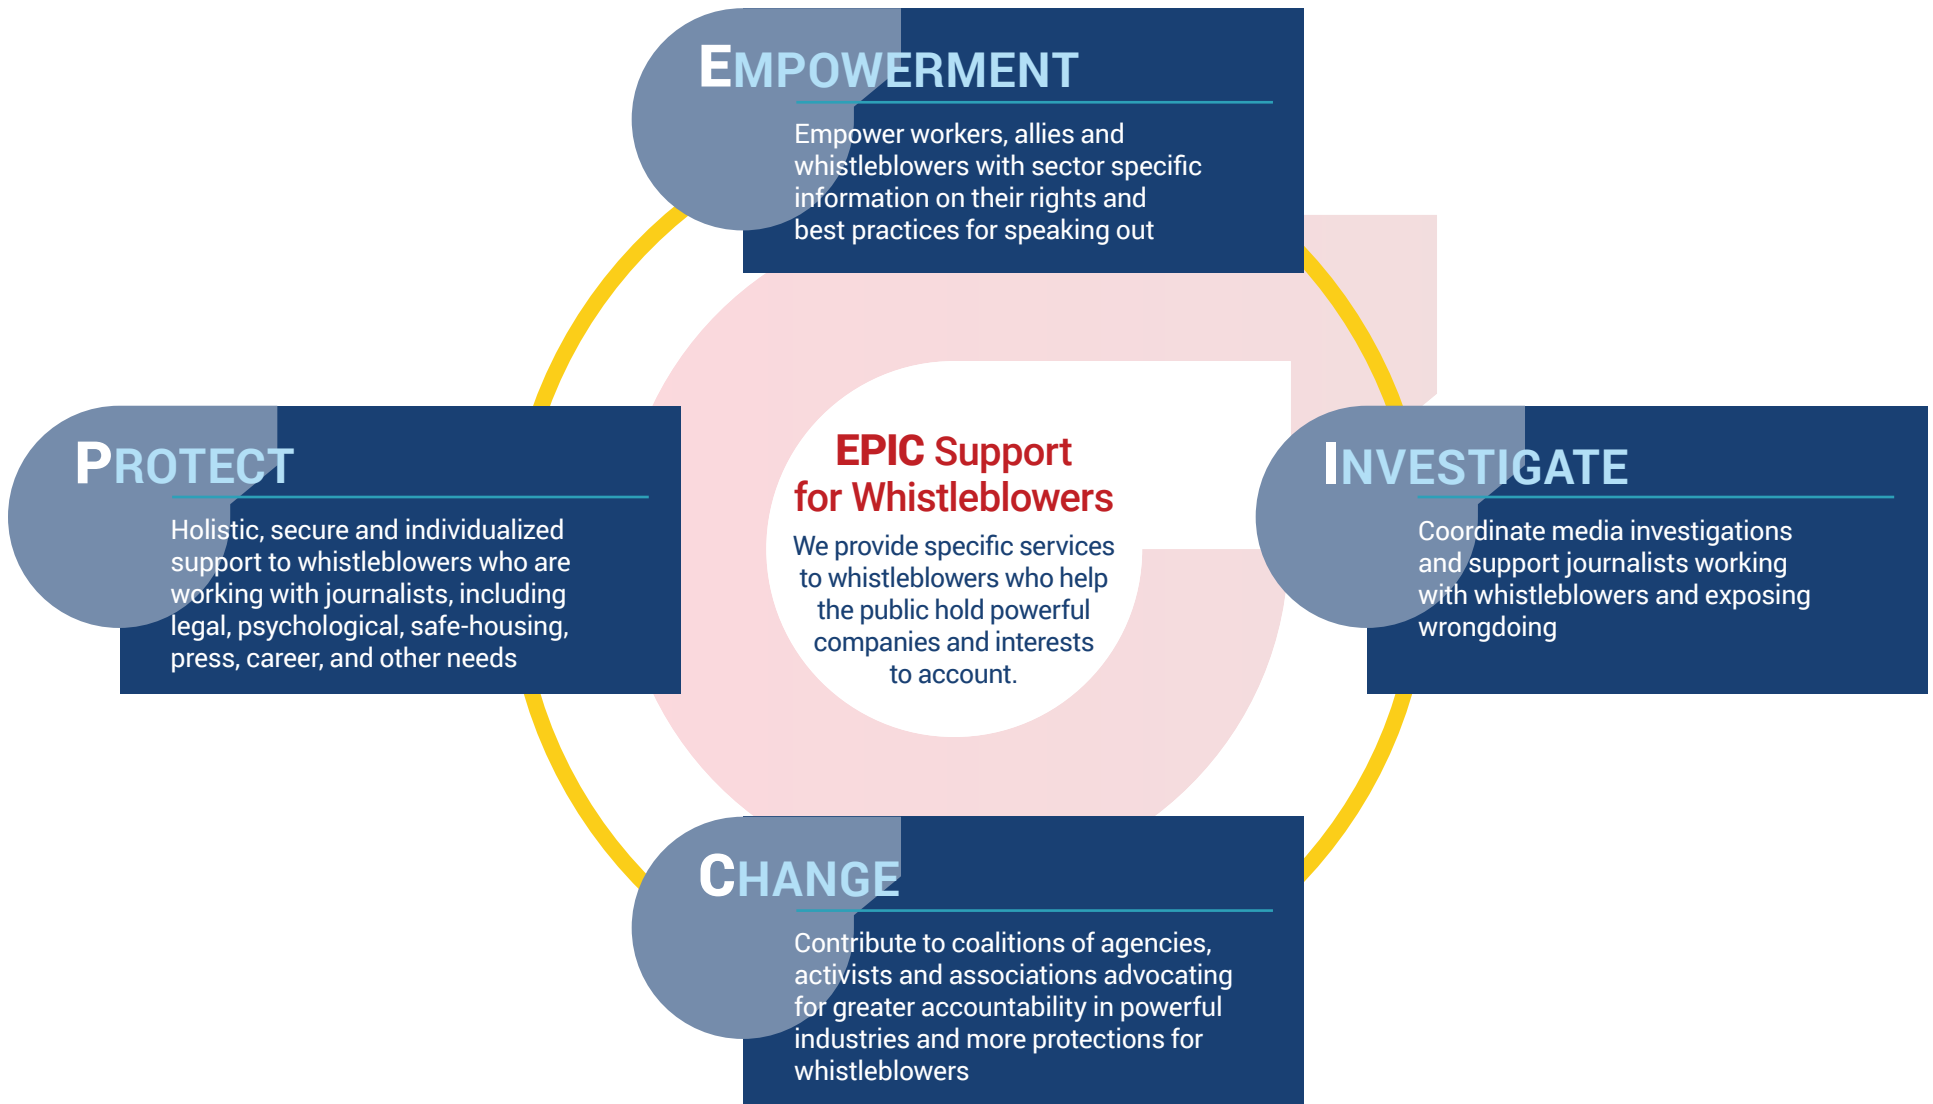 EMPOWERMENT
Empower workers, allies and
whistleblowers with sector specific
information on their rights and
best practices for speaking out
PROTECT
Holistic, secure and individualized
support to whistleblowers who are
working with journalists, including
legal, psychological, safe-housing,
press, career, and other needs
EPIC Support
for Whistleblowers
We provide specific services
to whistleblowers who help
the public hold powerful
companies and interests
to account.
INVESTIGATE
Coordinate media investigations
and support journalists working
with whistleblowers and exposing
wrongdoing
CHANGE
Contribute to coalitions of agencies,
activists and associations advocating
for greater accountability in powerful
industries and more protections for
whistleblowers